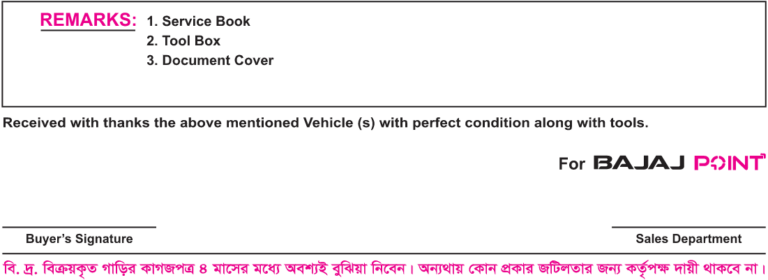 REMARKS: 1. Service Book
2. Tool Box
3. Document Cover
Received with thanks the above mentioned Vehicle (s) with perfect condition along with tools.
For BAJAJ POINT
Buyer's Signature Sales Department
বি. দ্র. বিক্রয়কৃত গাড়ির কাগজপত্র ৪ মাসের মধ্যে অবশ্যই বুঝিয়া নিবেন। অন্যথায় কোন প্রকার জটিলতার জন্য কর্তৃপক্ষ দায়ী থাকবে না।